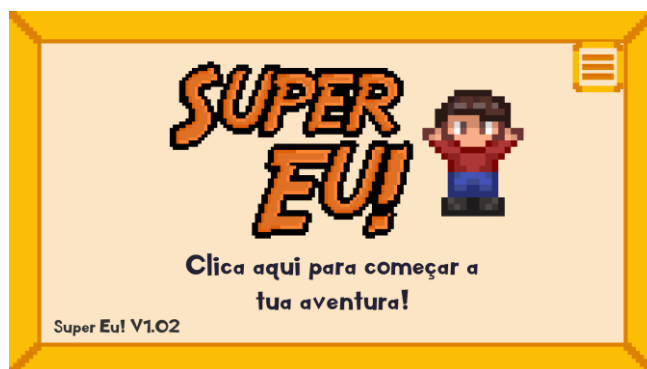 SUPER
EU!
Clica aqui para começar a
tua aventura!
Super Eu! V1.02